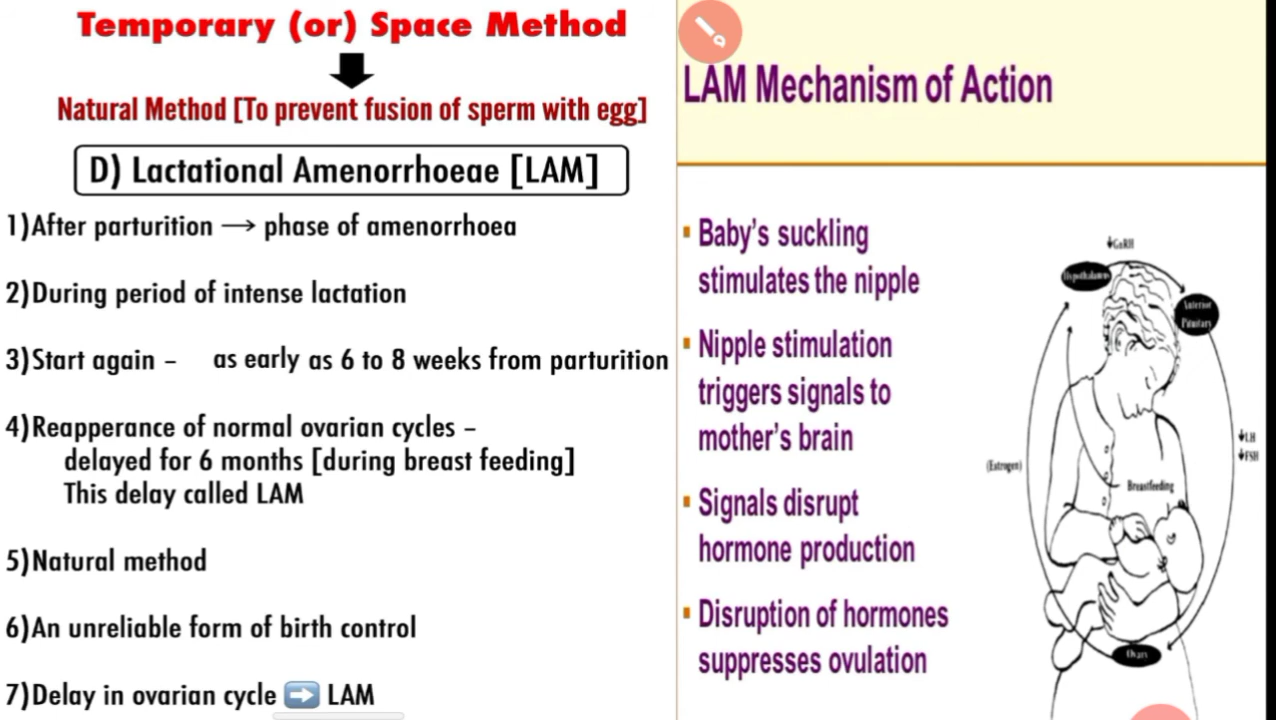 Temporary (or) Space Method
Natural Method [To prevent fusion of sperm with egg]
D) Lactational Amenorrhoeae [LAM]
1)After parturition → phase of amenorrhoea
2)During period of intense lactation
3)Start again – as early as 6 to 8 weeks from parturition
4)Reapperance of normal ovarian cycles –
delayed for 6 months [during breast feeding]
This delay called LAM
5)Natural method
6)An unreliable form of birth control
7)Delay in ovarian cycle ➡ LAM
LAM Mechanism of Action
▪ Baby's suckling
stimulates the nipple
▪ Nipple stimulation
triggers signals to
mother's brain
▪ Signals disrupt
hormone production
▪ Disruption of hormones
suppresses ovulation
↓GnRH
Hypothalamus
Anterior
Pituitary
↓LH
↓FSH
(Estrogen)
Breastfeeding
Ovary